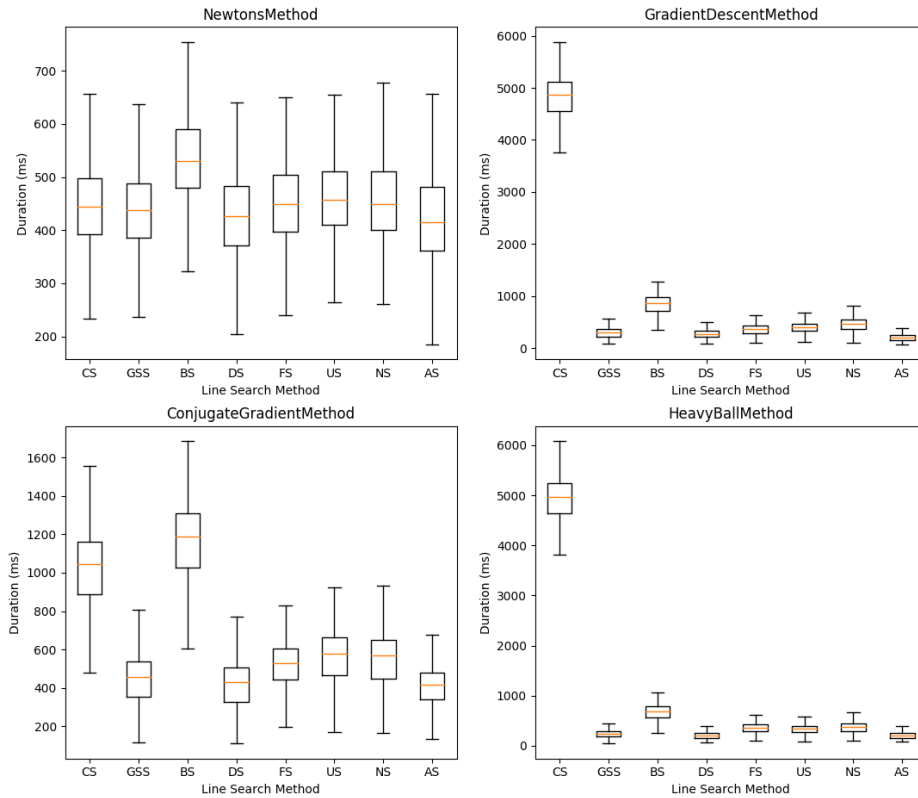 NewtonsMethod
Duration (ms)
700
600
500
400
300
200
CS GSS BS DS FS US NS AS
Line Search Method
GradientDescentMethod
Duration (ms)
6000
5000
4000
3000
2000
1000
0
CS GSS BS DS FS US NS AS
Line Search Method
ConjugateGradientMethod
Duration (ms)
1600
1400
1200
1000
800
600
400
200
CS GSS BS DS FS US NS AS
Line Search Method
HeavyBallMethod
Duration (ms)
6000
5000
4000
3000
2000
1000
0
CS GSS BS DS FS US NS AS
Line Search Method